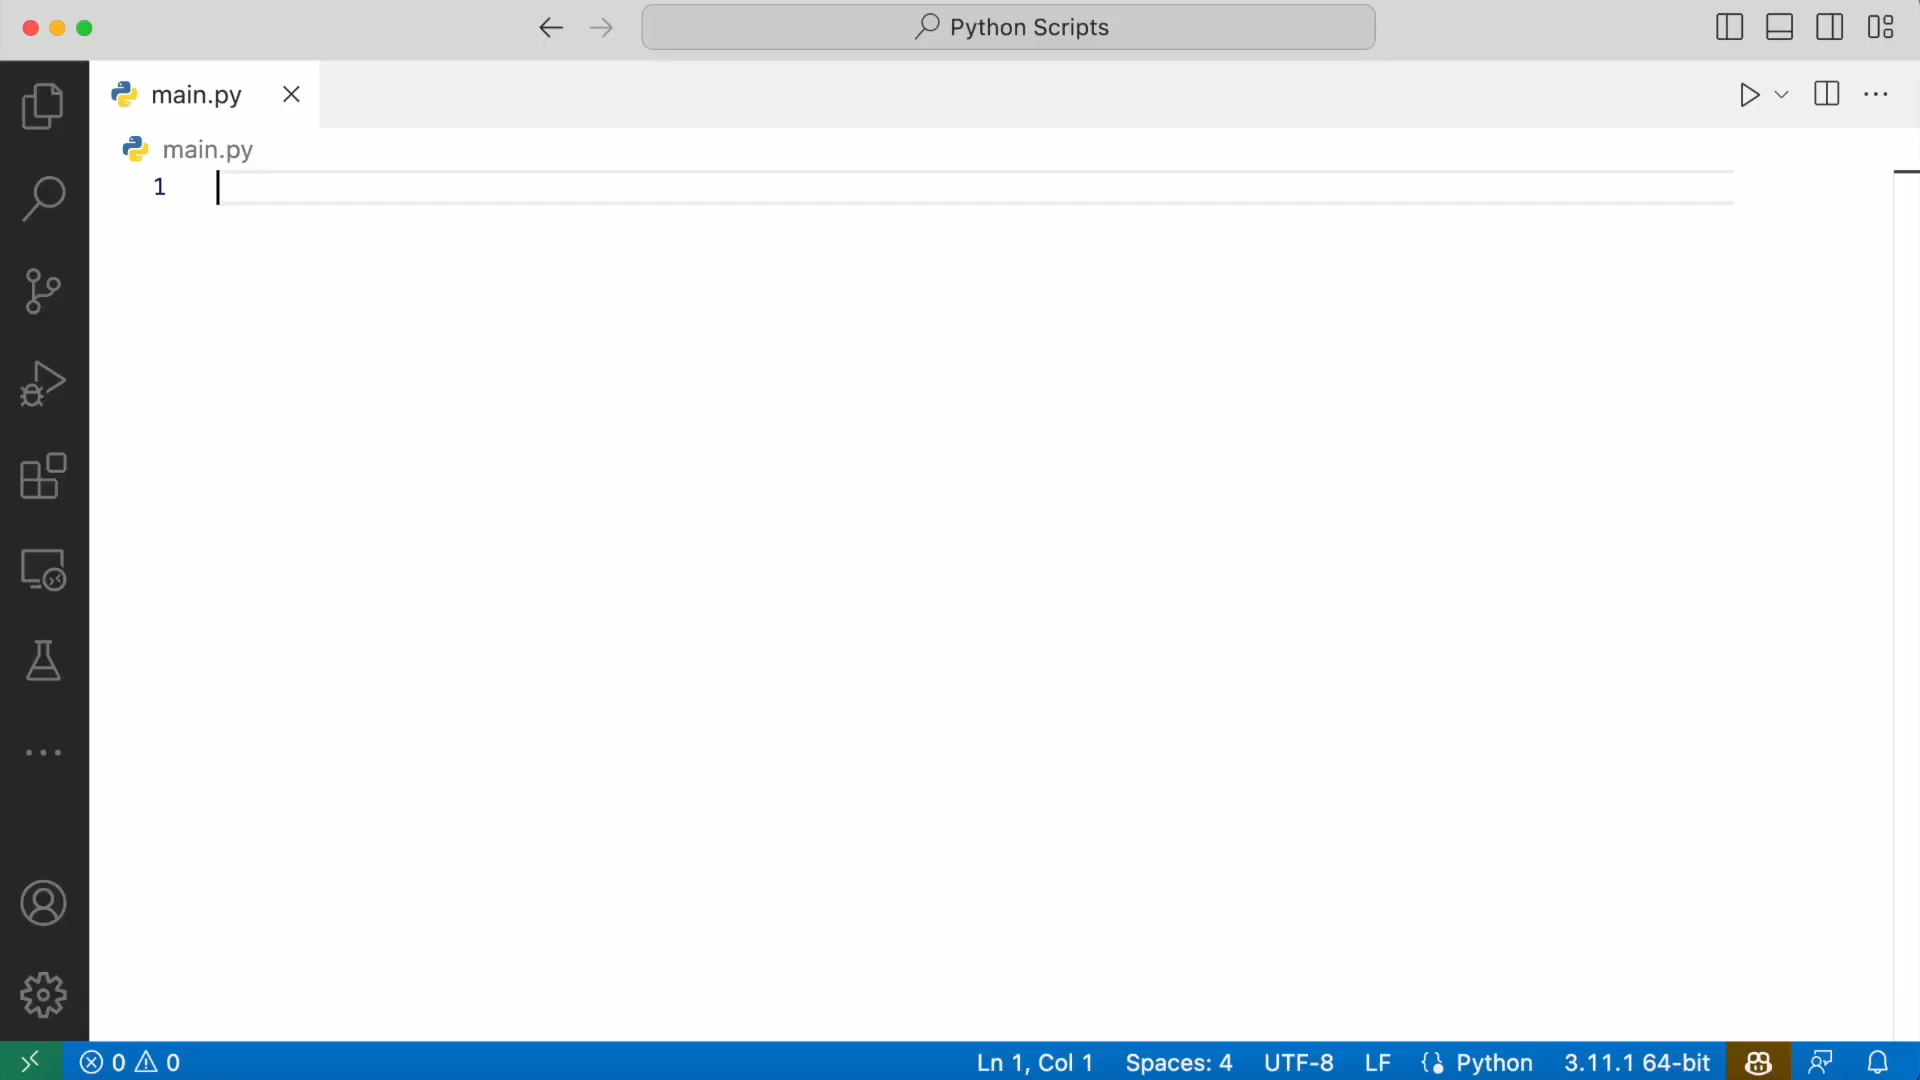 Python Scripts
main.py
main.py
1
0 0 Ln 1, Col 1 Spaces: 4 UTF-8 LF {} Python 3.11.1 64-bit